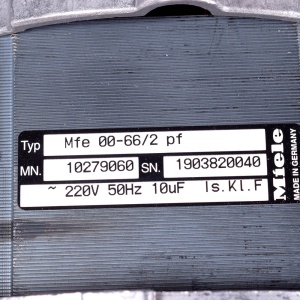 Typ Mfe 00-66/2 pf
MN. 10279060 SN. 1903820040
~ 220V 50Hz 10uF Is.Kl.F
Miele
MADE IN GERMANY